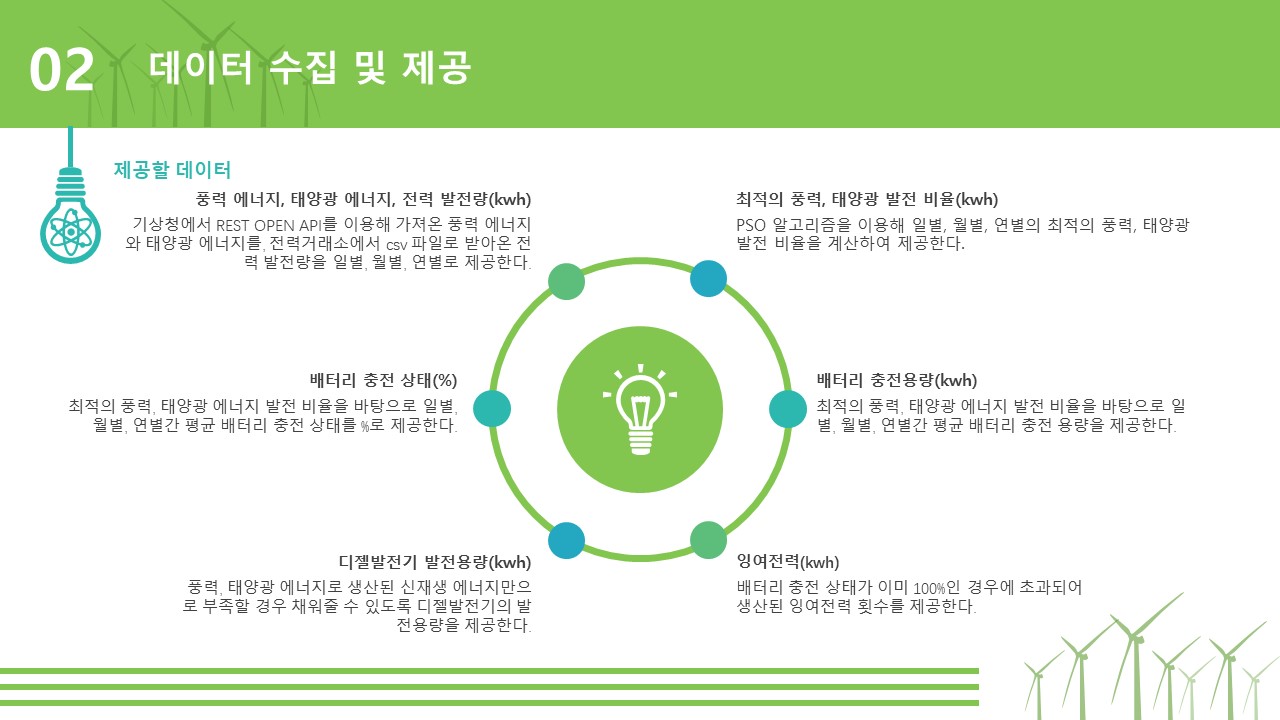 02 데이터 수집 및 제공
제공할 데이터
풍력 에너지, 태양광 에너지, 전력 발전량(kwh)
기상청에서 REST OPEN API를 이용해 가져온 풍력 에너지
와 태양광 에너지를, 전력거래소에서 csv 파일로 받아온 전
력 발전량을 일별, 월별, 연별로 제공한다.
최적의 풍력, 태양광 발전 비율(kwh)
PSO 알고리즘을 이용해 일별, 월별, 연별의 최적의 풍력, 태양광
발전 비율을 계산하여 제공한다.
배터리 충전 상태(%)
최적의 풍력, 태양광 에너지 발전 비율을 바탕으로 일별,
월별, 연별간 평균 배터리 충전 상태를 %로 제공한다.
배터리 충전용량(kwh)
최적의 풍력, 태양광 에너지 발전 비율을 바탕으로 일
별, 월별, 연별간 평균 배터리 충전 용량을 제공한다.
디젤발전기 발전용량(kwh)
풍력, 태양광 에너지로 생산된 신재생 에너지만으
로 부족할 경우 채워줄 수 있도록 디젤발전기의 발
전용량을 제공한다.
잉여전력(kwh)
배터리 충전 상태가 이미 100%인 경우에 초과되어
생산된 잉여전력 횟수를 제공한다.